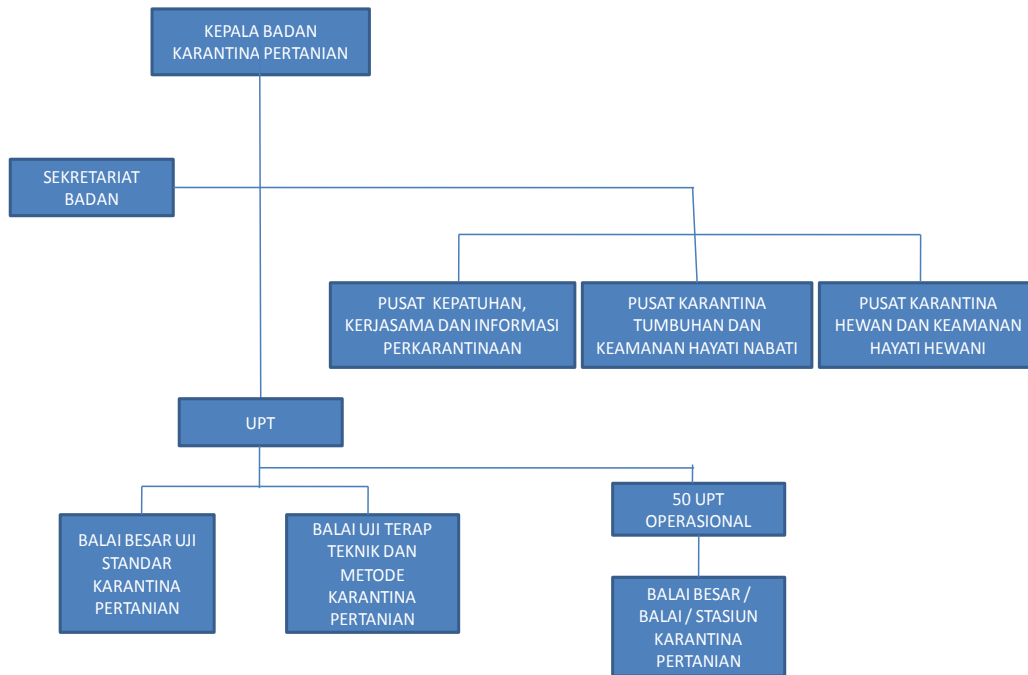 KEPALA BADAN
KARANTINA PERTANIAN
SEKRETARIAT
BADAN
PUSAT KEPATUHAN,
KERJASAMA DAN INFORMASI
PERKARANTINAAN
PUSAT KARANTINA
TUMBUHAN DAN
KEAMANAN HAYATI NABATI
PUSAT KARANTINA
HEWAN DAN KEAMANAN
HAYATI HEWANI
UPT
BALAI BESAR UJI
STANDAR
KARANTINA
PERTANIAN
BALAI UJI TERAP
TEKNIK DAN
METODE
KARANTINA
PERTANIAN
50 UPT
OPERASIONAL
BALAI BESAR /
BALAI / STASIUN
KARANTINA
PERTANIAN